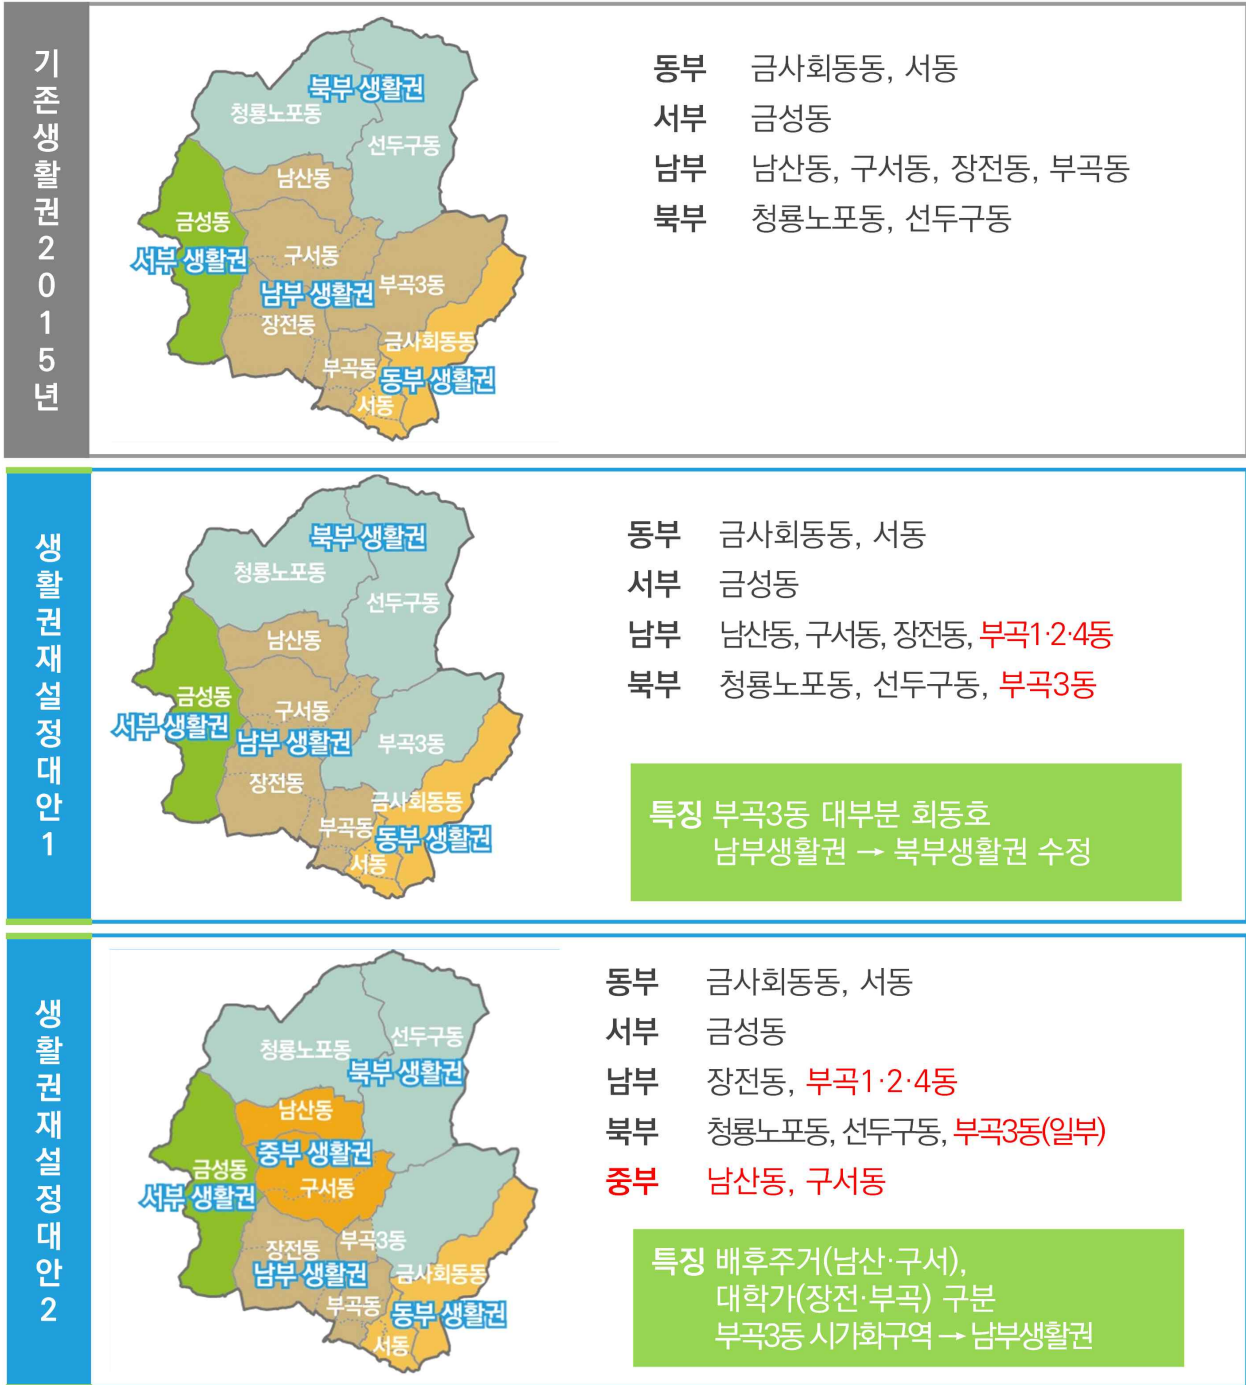 기존생활권2015년
북부 생활권
청룡노포동
선두구동
남산동
금성동
구서동
서부 생활권
부곡3동
남부 생활권
장전동
금사회동동
부곡동
동부 생활권
서동
동부 금사회동동, 서동
서부 금성동
남부 남산동, 구서동, 장전동, 부곡동
북부 청룡노포동, 선두구동
생활권재설정대안1
북부 생활권
청룡노포동
선두구동
남산동
금성동
구서동
서부 생활권
남부 생활권
부곡3동
장전동
금사회동동
부곡동
동부 생활권
서동
동부 금사회동동, 서동
서부 금성동
남부 남산동, 구서동, 장전동, 부곡1·2·4동
북부 청룡노포동, 선두구동, 부곡3동
특징 부곡3동 대부분 회동호
남부생활권 → 북부생활권 수정
생활권재설정대안2
선두구동
청룡노포동
북부 생활권
남산동
중부 생활권
금성동
구서동
서부 생활권
부곡3동
장전동
남부 생활권
금사회동동
부곡동
동부 생활권
서동
동부 금사회동동, 서동
서부 금성동
남부 장전동, 부곡1·2·4동
북부 청룡노포동, 선두구동, 부곡3동(일부)
중부 남산동, 구서동
특징 배후주거(남산·구서),
대학가(장전·부곡) 구분
부곡3동 시가화구역 → 남부생활권